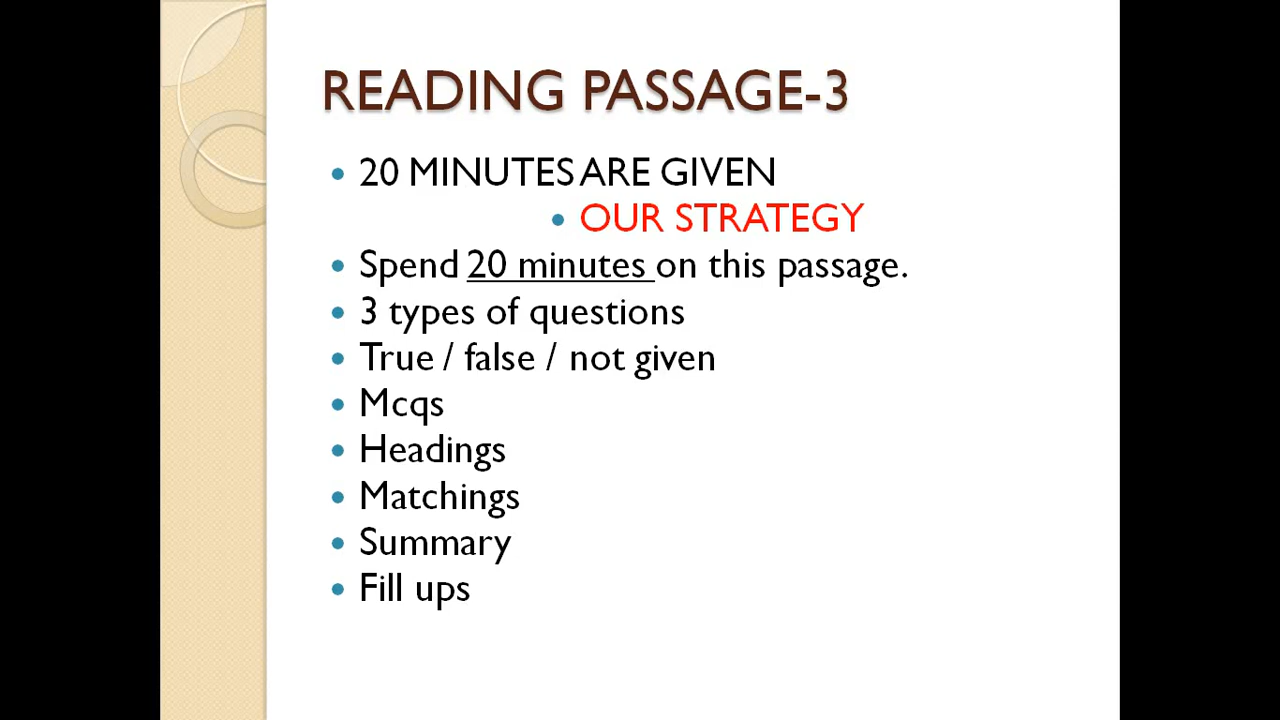 READING PASSAGE-3
• 20 MINUTES ARE GIVEN
• OUR STRATEGY
• Spend 20 minutes on this passage.
• 3 types of questions
• True / false / not given
• Mcqs
• Headings
• Matchings
• Summary
• Fill ups